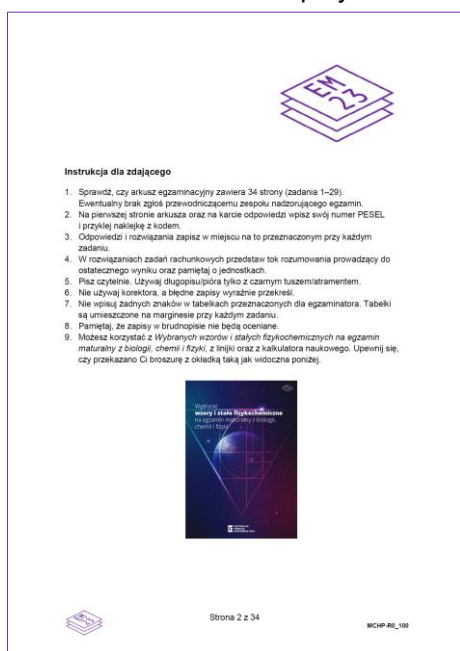 EM
23
Instrukcja dla zdającego
1. Sprawdź, czy arkusz egzaminacyjny zawiera 34 strony (zadania 1–29).
Ewentualny brak zgłoś przewodniczącemu zespołu nadzorującego egzamin.
2. Na pierwszej stronie arkusza oraz na karcie odpowiedzi wpisz swój numer PESEL
i przyklej naklejkę z kodem.
3. Odpowiedzi i rozwiązania zapisz w miejscu na to przeznaczonym przy każdym
zadaniu.
4. W rozwiązaniach zadań rachunkowych przedstaw tok rozumowania prowadzący do
ostatecznego wyniku oraz pamiętaj o jednostkach.
5. Pisz czytelnie. Używaj długopisu/pióra tylko z czarnym tuszem/atramentem.
6. Nie używaj korektora, a błędne zapisy wyraźnie przekreśl.
7. Nie wpisuj żadnych znaków w tabelkach przeznaczonych dla egzaminatora. Tabelki
są umieszczone na marginesie przy każdym zadaniu.
8. Pamiętaj, że zapisy w brudnopisie nie będą oceniane.
9. Możesz korzystać z Wybranych wzorów i stałych fizykochemicznych na egzamin
maturalny z biologii, chemii i fizyki, z linijki oraz z kalkulatora naukowego. Upewnij się,
czy przekazano Ci broszurę z okładką taką jak widoczna poniżej.
Wybrane
wzory i stałe fizykochemiczne
na egzamin maturalny z biologii,
chemii i fizyki
Strona 2 z 34
MCHP-R0_100